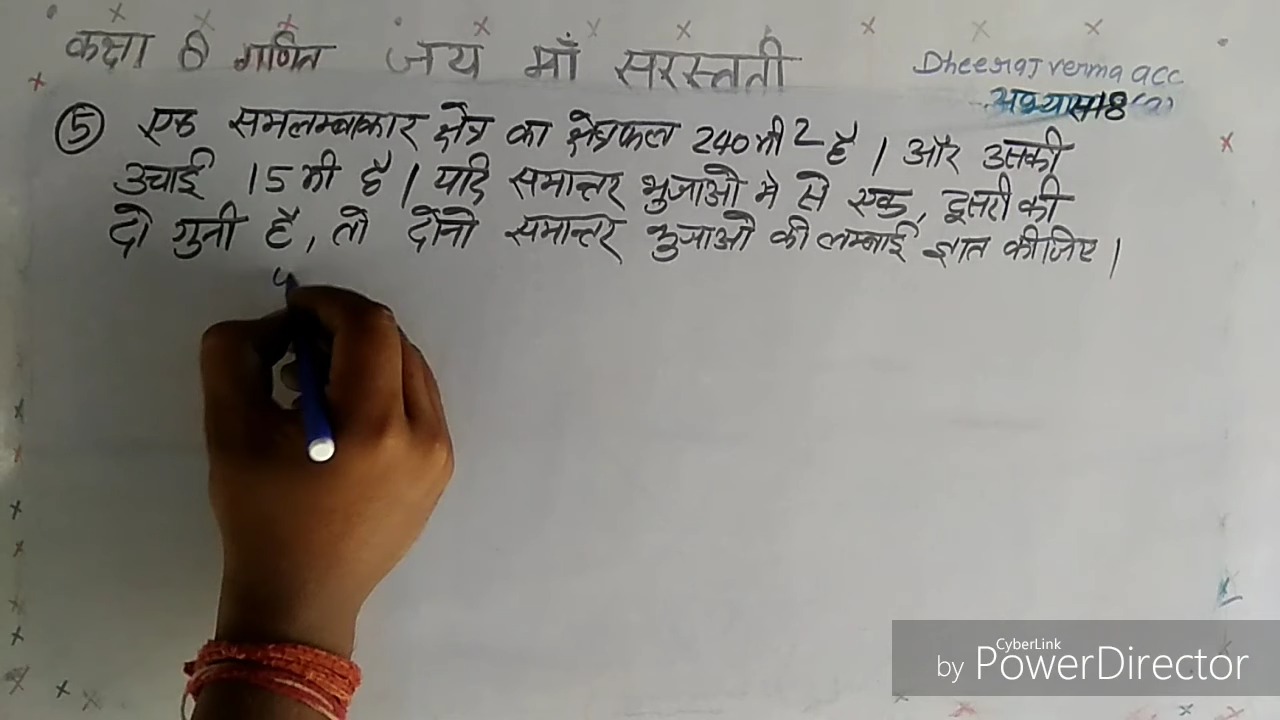 कक्षा 8 गणित जय माँ सरस्वती
Dheeraj verma acc
अभ्यास 18
⑤ एक समलम्बाकार क्षेत्र का क्षेत्रफल 240 मी² है। और उसकी
उचाई 15 मी है। यदि समान्तर भुजाओ मे से एक, दूसरी की
दो गुनी है, तो दोनो समान्तर भुजाओ की लम्बाई ज्ञात कीजिए।
CyberLink
by PowerDirector